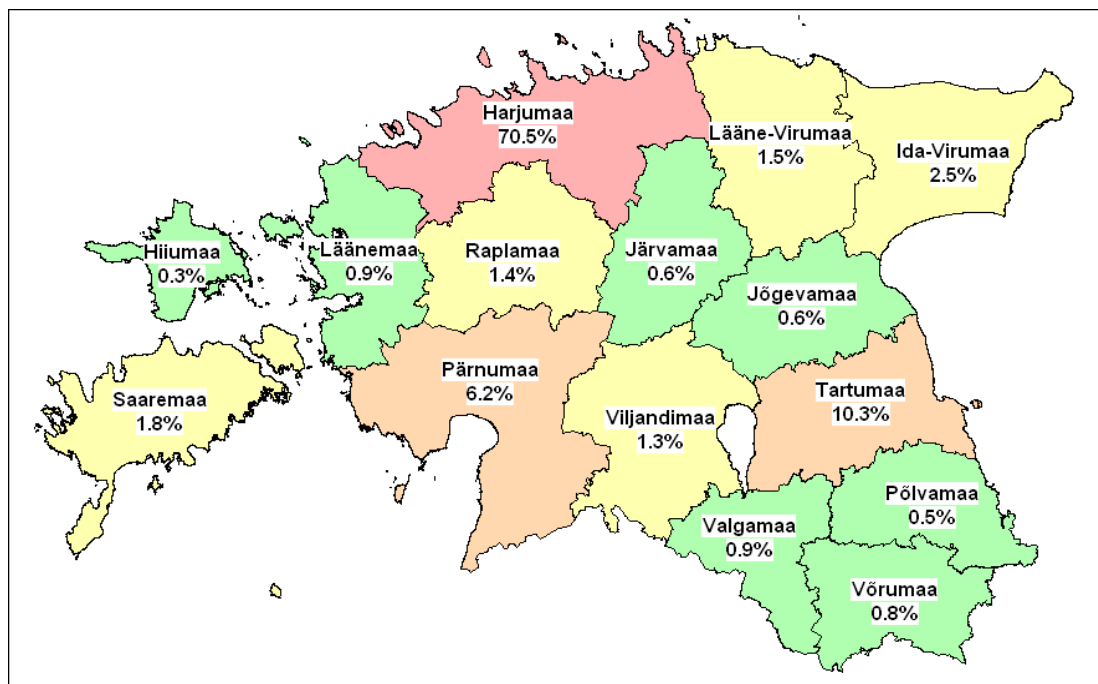 Harjumaa
70.5%
Lääne-Virumaa
1.5%
Ida-Virumaa
2.5%
Hiiumaa
0.3%
Läänemaa
0.9%
Raplamaa
1.4%
Järvamaa
0.6%
Jõgevamaa
0.6%
Saaremaa
1.8%
Pärnumaa
6.2%
Viljandimaa
1.3%
Tartumaa
10.3%
Valgamaa
0.9%
Põlvamaa
0.5%
Võrumaa
0.8%